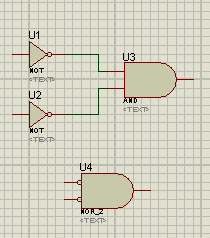 U1
NOT
<TEXT>
U3
AND
<TEXT>
U2
NOT
<TEXT>
U4
NOR_2
<TEXT>